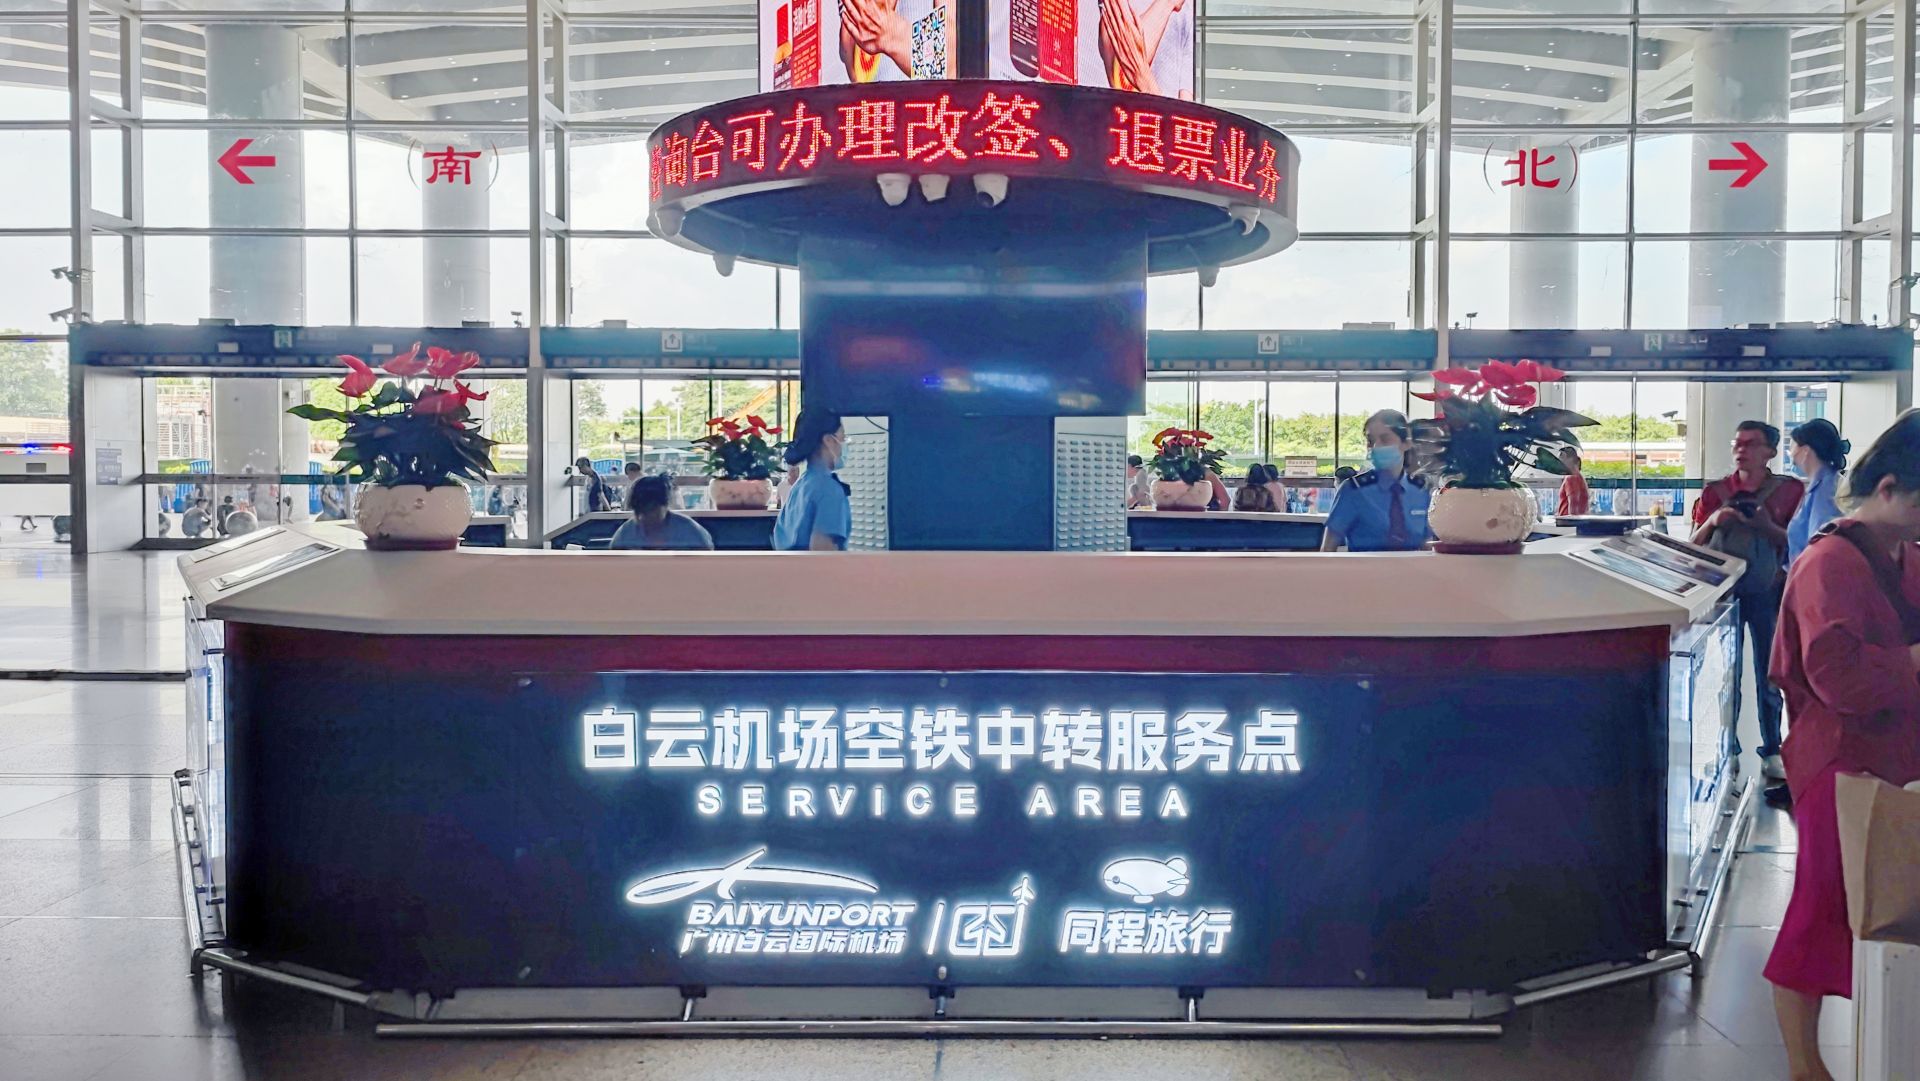 询台可办理改签、退票业务
南
北
白云机场空铁中转服务点
SERVICE AREA
BAIYUNPORT
广州白云国际机场
同程旅行